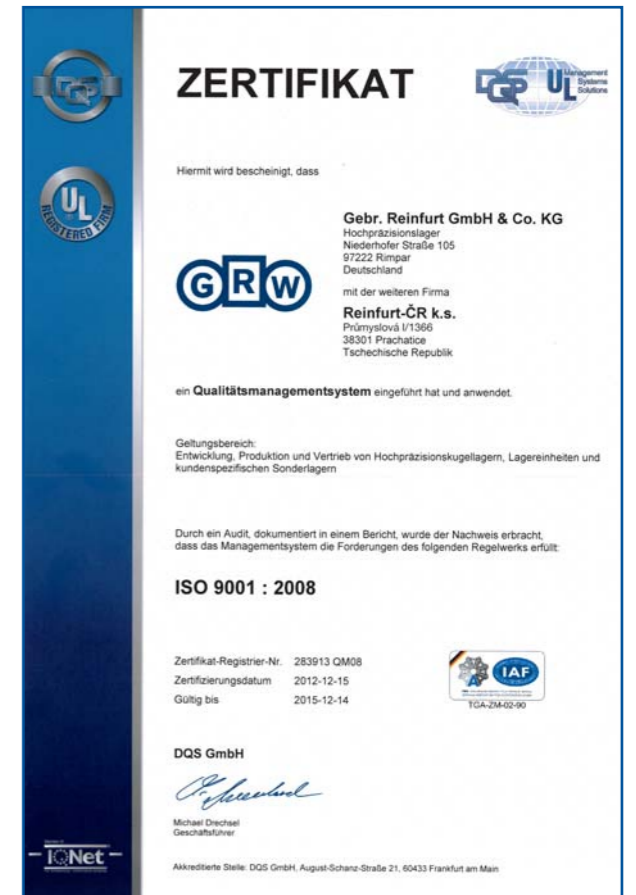 DQS
UL
REGISTERED FIRM
ZERTIFIKAT
DQS UL
Management
Systems
Solutions
Hiermit wird bescheinigt, dass
GRW
Gebr. Reinfurt GmbH & Co. KG
Hochpräzisionslager
Niederhofer Straße 105
97222 Rimpar
Deutschland
mit der weiteren Firma
Reinfurt-ČR k.s.
Průmyslová I/1366
38301 Prachatice
Tschechische Republik
ein Qualitätsmanagementsystem eingeführt hat und anwendet.
Geltungsbereich:
Entwicklung, Produktion und Vertrieb von Hochpräzisionskugellagern, Lagereinheiten und
kundenspezifischen Sonderlagern
Durch ein Audit, dokumentiert in einem Bericht, wurde der Nachweis erbracht,
dass das Managementsystem die Forderungen des folgenden Regelwerks erfüllt:
ISO 9001 : 2008
Zertifikat-Registrier-Nr. 283913 QM08
Zertifizierungsdatum 2012-12-15
Gültig bis 2015-12-14
IAF
TGA-ZM-02-90
DQS GmbH
Michael Drechsel
Geschäftsführer
IQNet
Akkreditierte Stelle: DQS GmbH, August-Schanz-Straße 21, 60433 Frankfurt am Main